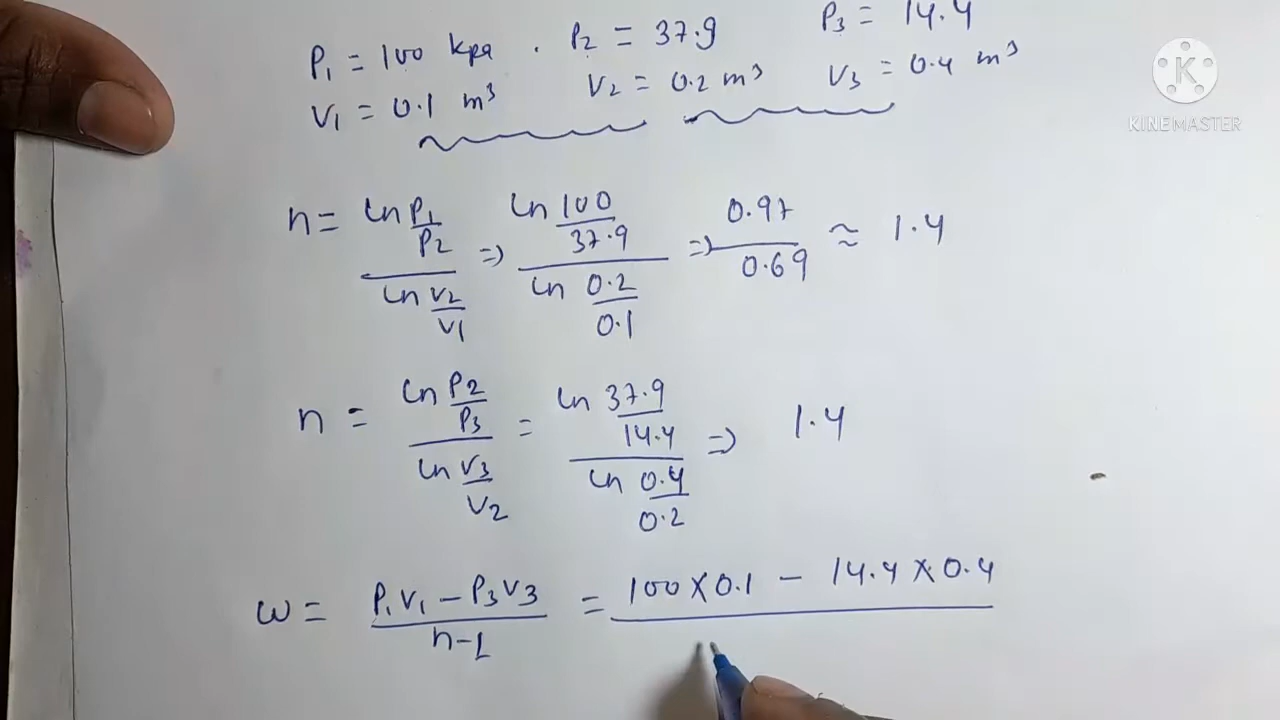 P1 = 100 kpa . P2 = 37.9 P3 = 14.4
V1 = 0.1 m³ V2 = 0.2 m³ V3 = 0.4 m³
KINEMASTER
n = ln P1/P2 / ln V2/V1 => ln 100/37.9 / ln 0.2/0.1 => 0.97/0.69 ≈ 1.4
n = ln P2/P3 / ln V3/V2 = ln 37.9/14.4 / ln 0.4/0.2 => 1.4
W = P1V1 - P3V3 / n-1 = 100 × 0.1 - 14.4 × 0.4